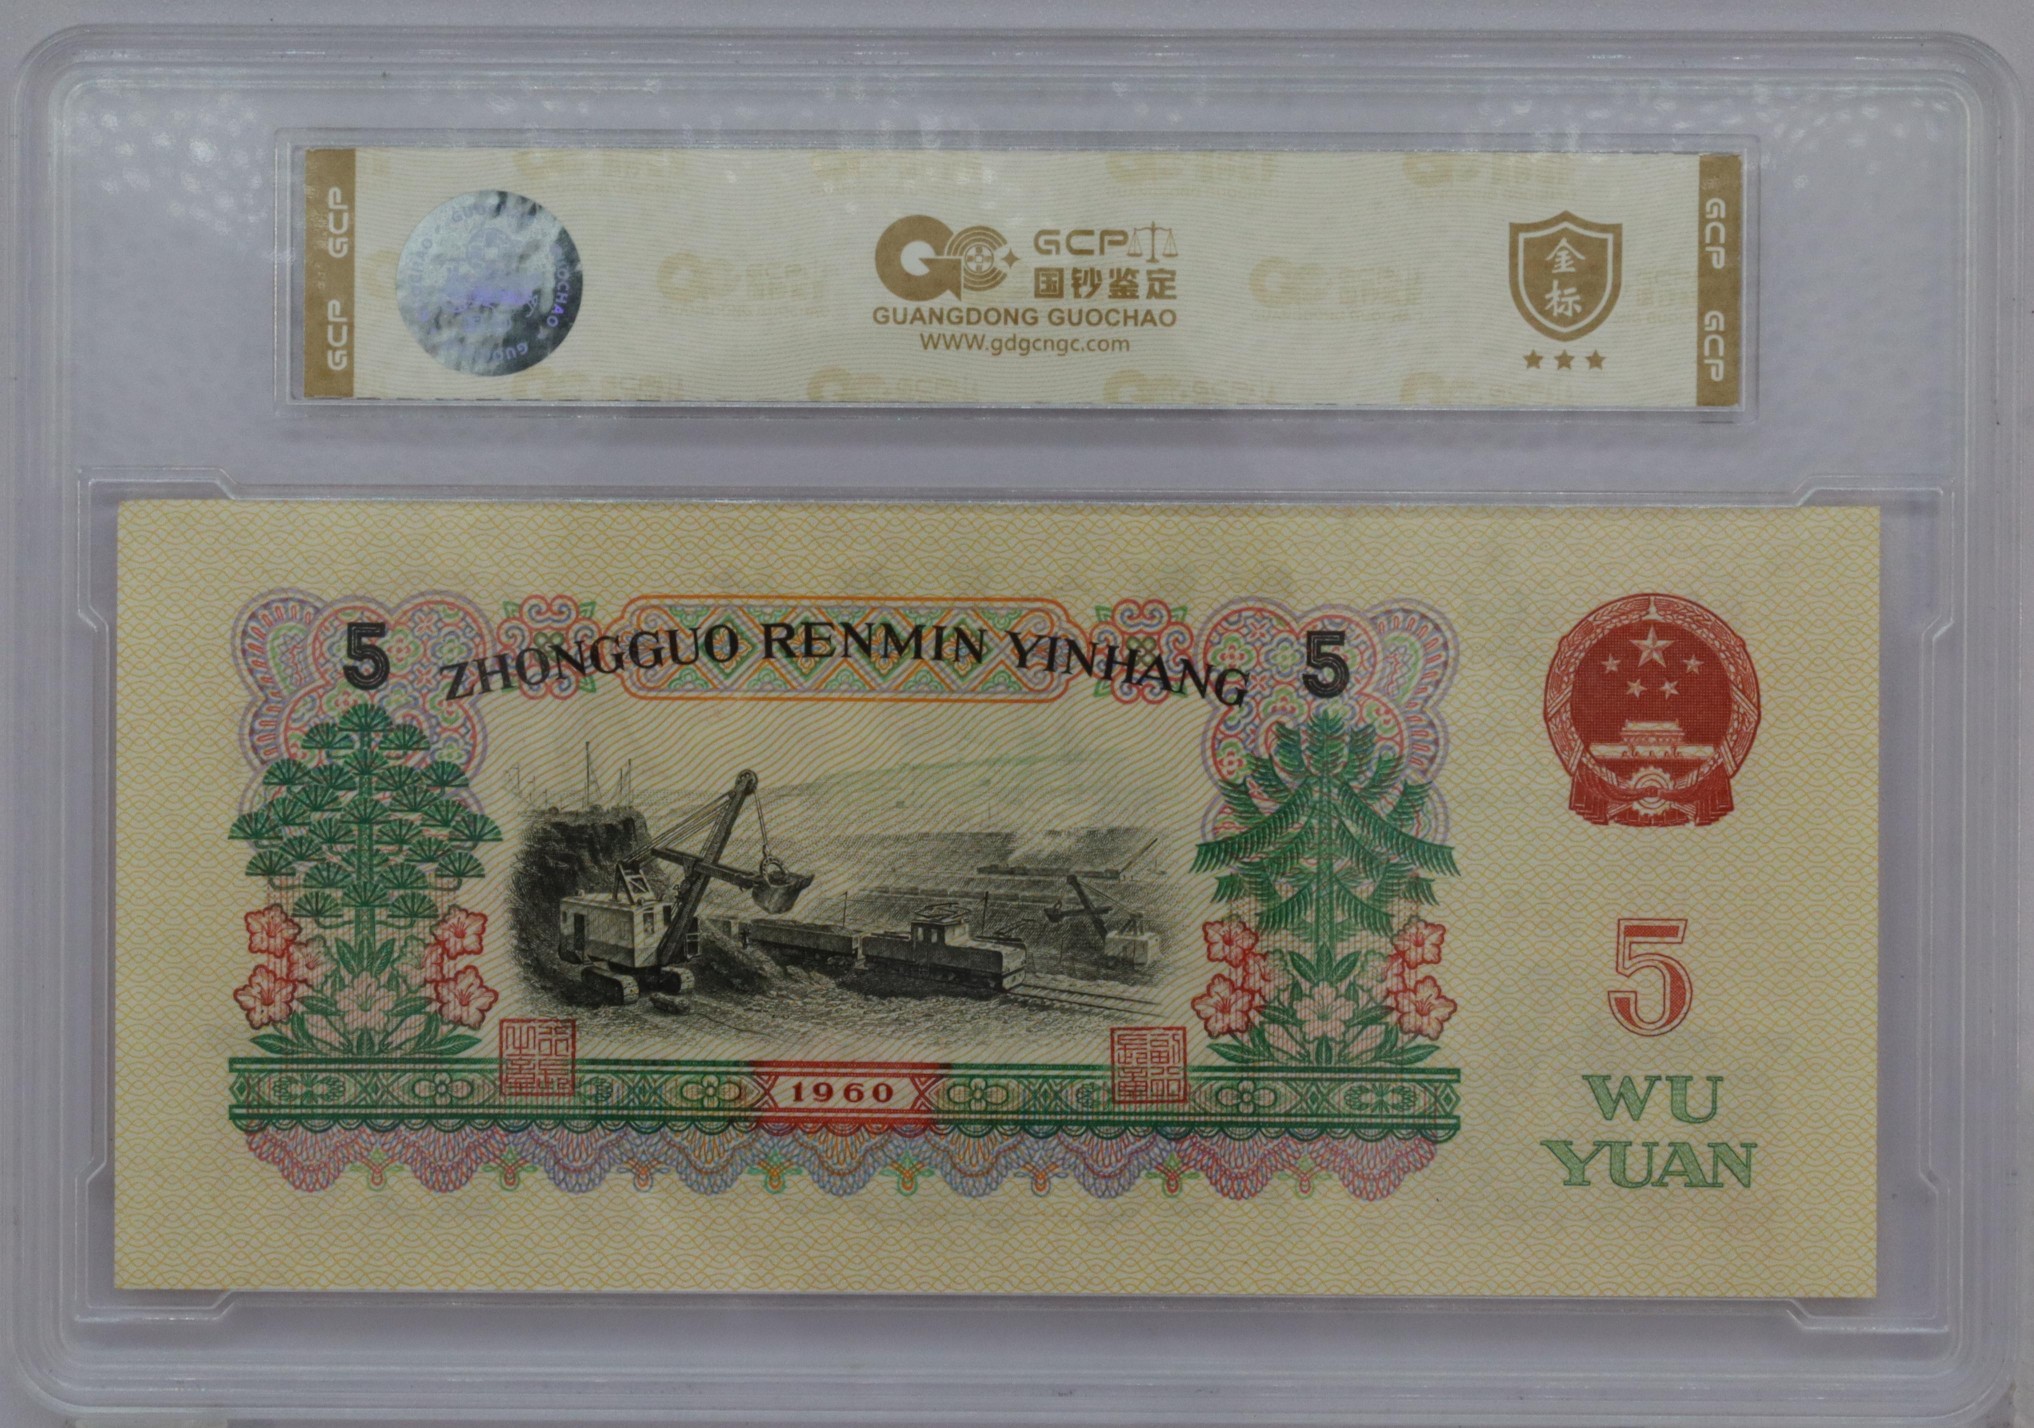 GCP GCP
GCP
国钞鉴定
GUANGDONG GUOCHAO
WWW.gdgcngc.com
金
标
GCP GCP
5
ZHONGGUO RENMIN YINHANG
5
1960
5
WU
YUAN